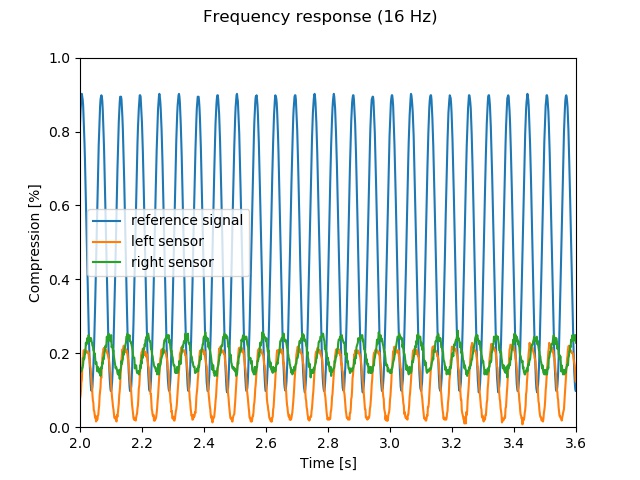 Frequency response (16 Hz)
1.0
0.8
0.6
0.4
0.2
0.0
Compression [%]
reference signal
left sensor
right sensor
2.0 2.2 2.4 2.6 2.8 3.0 3.2 3.4 3.6
Time [s]